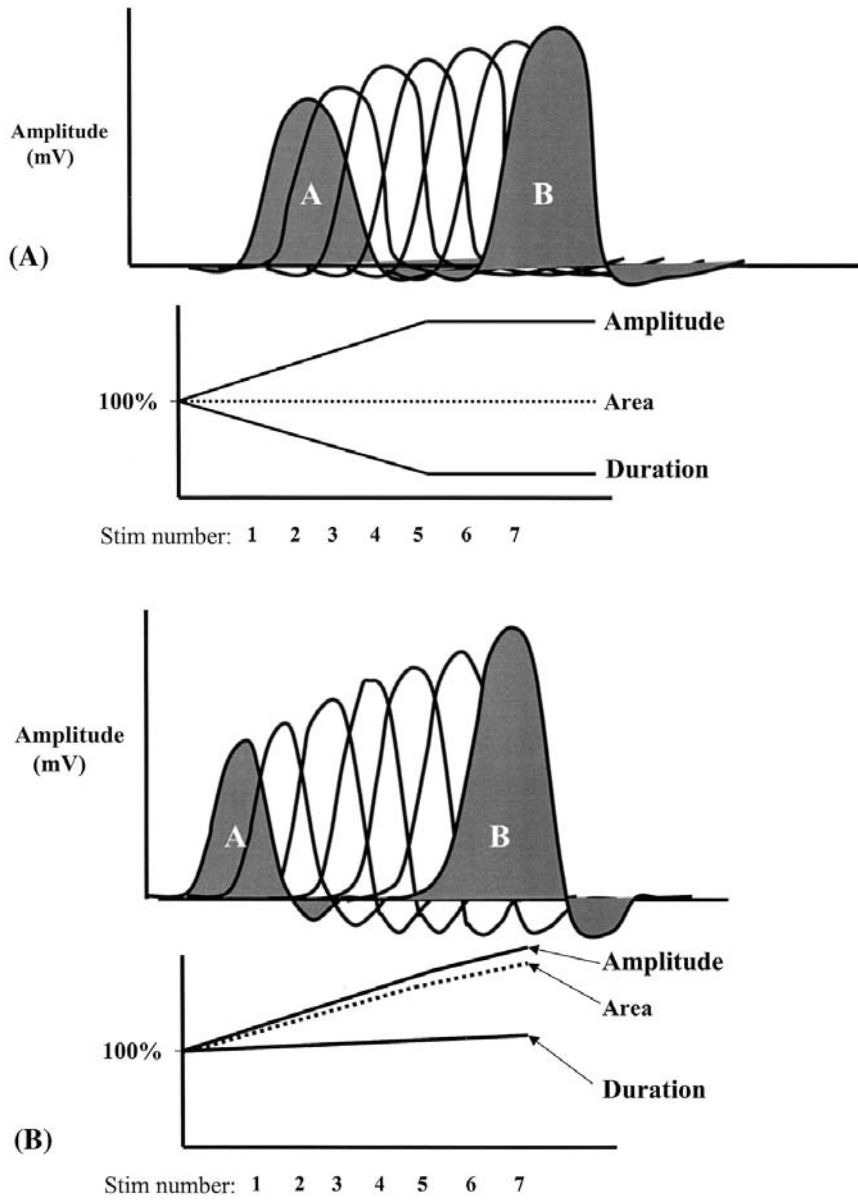 Amplitude
(mV)
A
B
(A)
Amplitude
100%
Area
Duration
Stim number: 1 2 3 4 5 6 7
Amplitude
(mV)
A
B
Amplitude
Area
100%
Duration
(B)
Stim number: 1 2 3 4 5 6 7